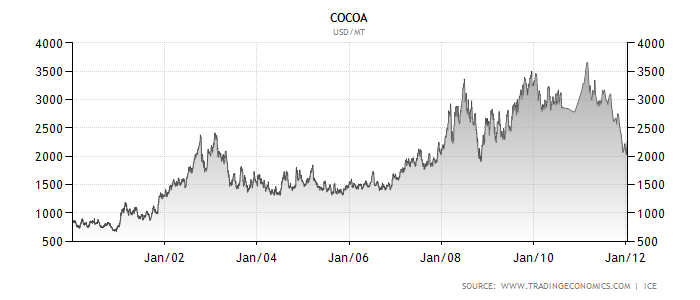 COCOA
USD/MT
4000 4000
3500 3500
3000 3000
2500 2500
2000 2000
1500 1500
1000 1000
500 500
Jan/02 Jan/04 Jan/06 Jan/08 Jan/10 Jan/12
SOURCE: WWW.TRADINGECONOMICS.COM | ICE